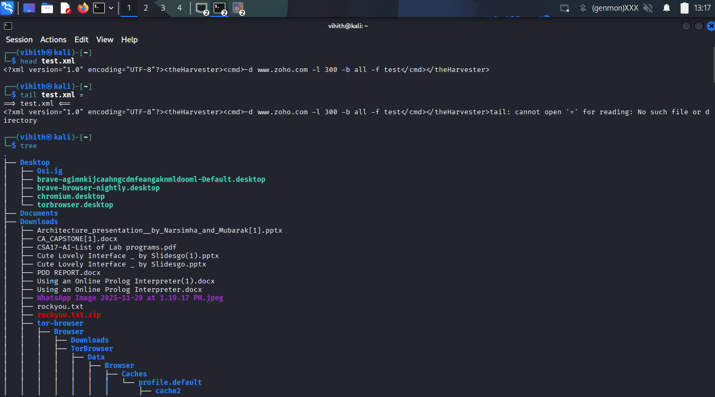 1 2 3 4 (genmon)XXX 13:17
vihith@kali: ~
Session Actions Edit View Help
┌──(vihith㉿kali)-[~]
└─$ head test.xml
<?xml version="1.0" encoding="UTF-8"?><theHarvester><cmd>-d www.zoho.com -l 300 -b all -f test</cmd></theHarvester>
┌──(vihith㉿kali)-[~]
└─$ tail test.xml =
==> test.xml <==
<?xml version="1.0" encoding="UTF-8"?><theHarvester><cmd>-d www.zoho.com -l 300 -b all -f test</cmd></theHarvester>tail: cannot open '=' for reading: No such file or d
irectory
┌──(vihith㉿kali)-[~]
└─$ tree
.
├── Desktop
│   ├── Osi.ig
│   ├── brave-agimnkijcaahngcdmfeangaknmldooml-Default.desktop
│   ├── brave-browser-nightly.desktop
│   ├── chromium.desktop
│   └── torbrowser.desktop
├── Documents
├── Downloads
│   ├── Architecture_presentation__by_Narsimha_and_Mubarak[1].pptx
│   ├── CA_CAPSTONE[1].docx
│   ├── CSA17-AI-List of Lab programs.pdf
│   ├── Cute Lovely Interface _ by Slidesgo(1).pptx
│   ├── Cute Lovely Interface _ by Slidesgo.pptx
│   ├── PDD REPORT.docx
│   ├── Using an Online Prolog Interpreter(1).docx
│   ├── Using an Online Prolog Interpreter.docx
│   ├── WhatsApp Image 2025-11-29 at 1.19.17 PM.jpeg
│   ├── rockyou.txt
│   ├── rockyou.txt.zip
│   ├── tor-browser
│   │   ├── Browser
│   │   │   ├── Downloads
│   │   │   ├── TorBrowser
│   │   │   │   ├── Data
│   │   │   │   │   ├── Browser
│   │   │   │   │   │   ├── Caches
│   │   │   │   │   │   │   └── profile.default
│   │   │   │   │   │   │       ├── cache2